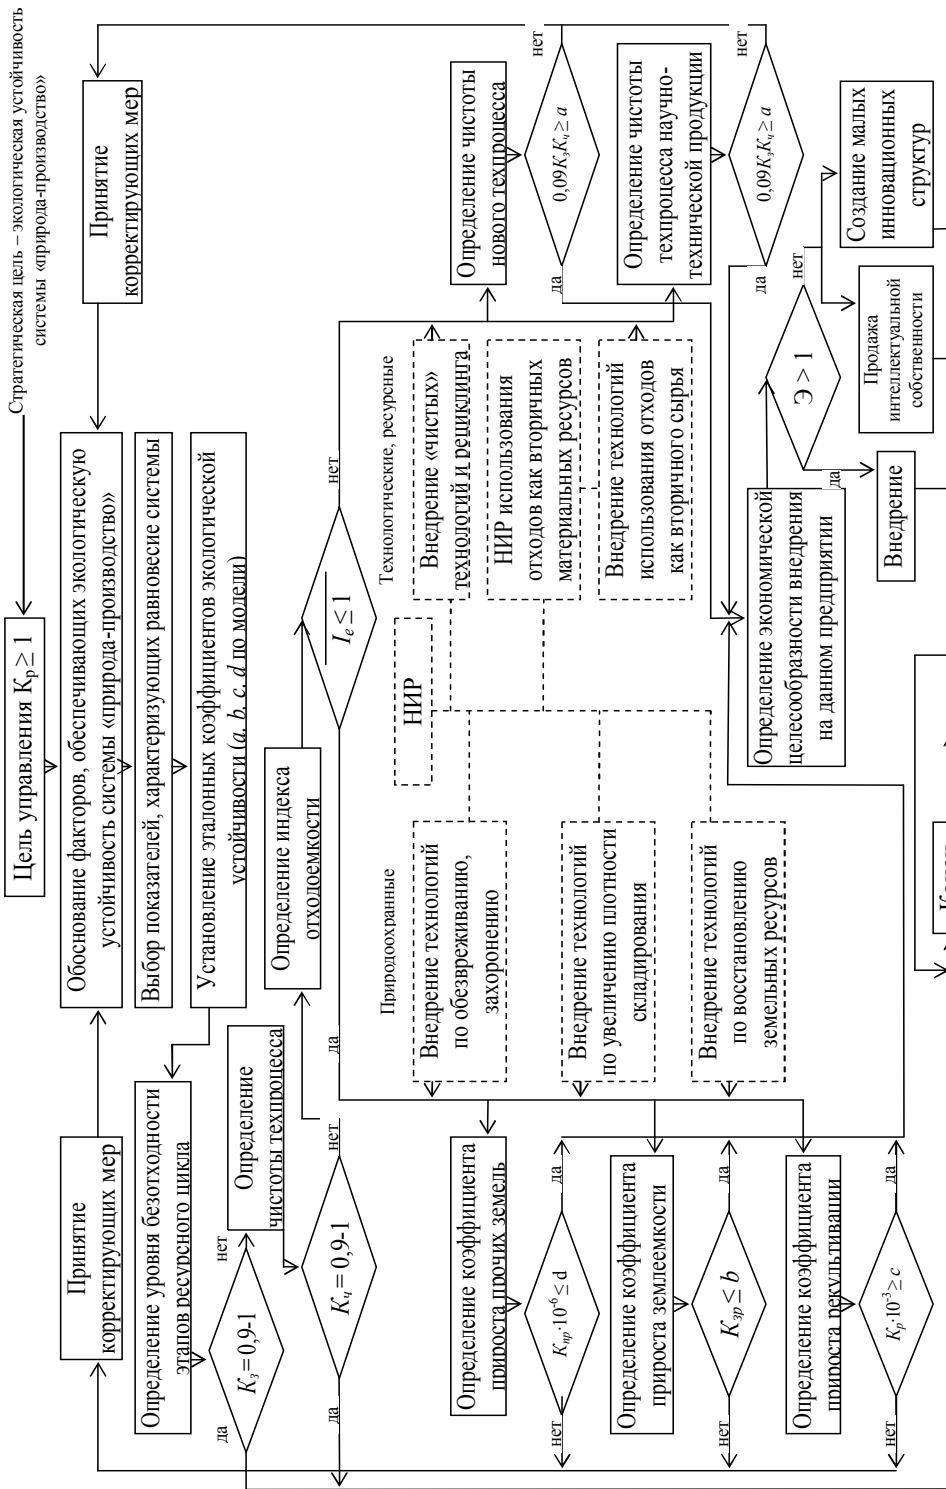 Стратегическая цель – экологическая устойчивость
системы «природа-производство»
Цель управления Kр ≥ 1
Принятие
корректирующих мер
Обоснование факторов, обеспечивающих экологическую
устойчивость системы «природа-производство»
Принятие
корректирующих мер
Выбор показателей, характеризующих равновесие системы
Установление эталонных коэффициентов экологической
устойчивости (a, b, c, d по модели)
Определение уровня безотходности
этапов ресурсного цикла
Kз = 0,9-1
да
нет
Определение
чистоты техпроцесса
Kч = 0,9-1
да
нет
Определение индекса
отходоемкости
Ie ≤ 1
да
нет
Природоохранные
НИР
Технологические, ресурсные
Внедрение технологий
по обезвреживанию,
захоронению
Внедрение технологий
по увеличению плотности
складирования
Внедрение технологий
по восстановлению
земельных ресурсов
Внедрение «чистых»
технологий и рециклинга
НИР использования
отходов как вторичных
материальных ресурсов
Внедрение технологий
использования отходов
как вторичного сырья
Определение коэффициента
прироста прочих земель
Kпр·10⁻⁶ ≤ d
нет
да
Определение коэффициента
прироста землеемкости
Kзр ≤ b
нет
да
Определение коэффициента
прироста рекультивации
Kр·10⁻³ ≥ c
нет
да
Определение чистоты
нового техпроцесса
0,09KзKч ≥ a
да
нет
Определение чистоты
техпроцесса научно-
технической продукции
0,09KзKч ≥ a
да
нет
Определение экономической
целесообразности внедрения
на данном предприятии
Э > 1
да
нет
Внедрение
Продажа
интеллектуальной
собственности
Создание малых
инновационных
структур